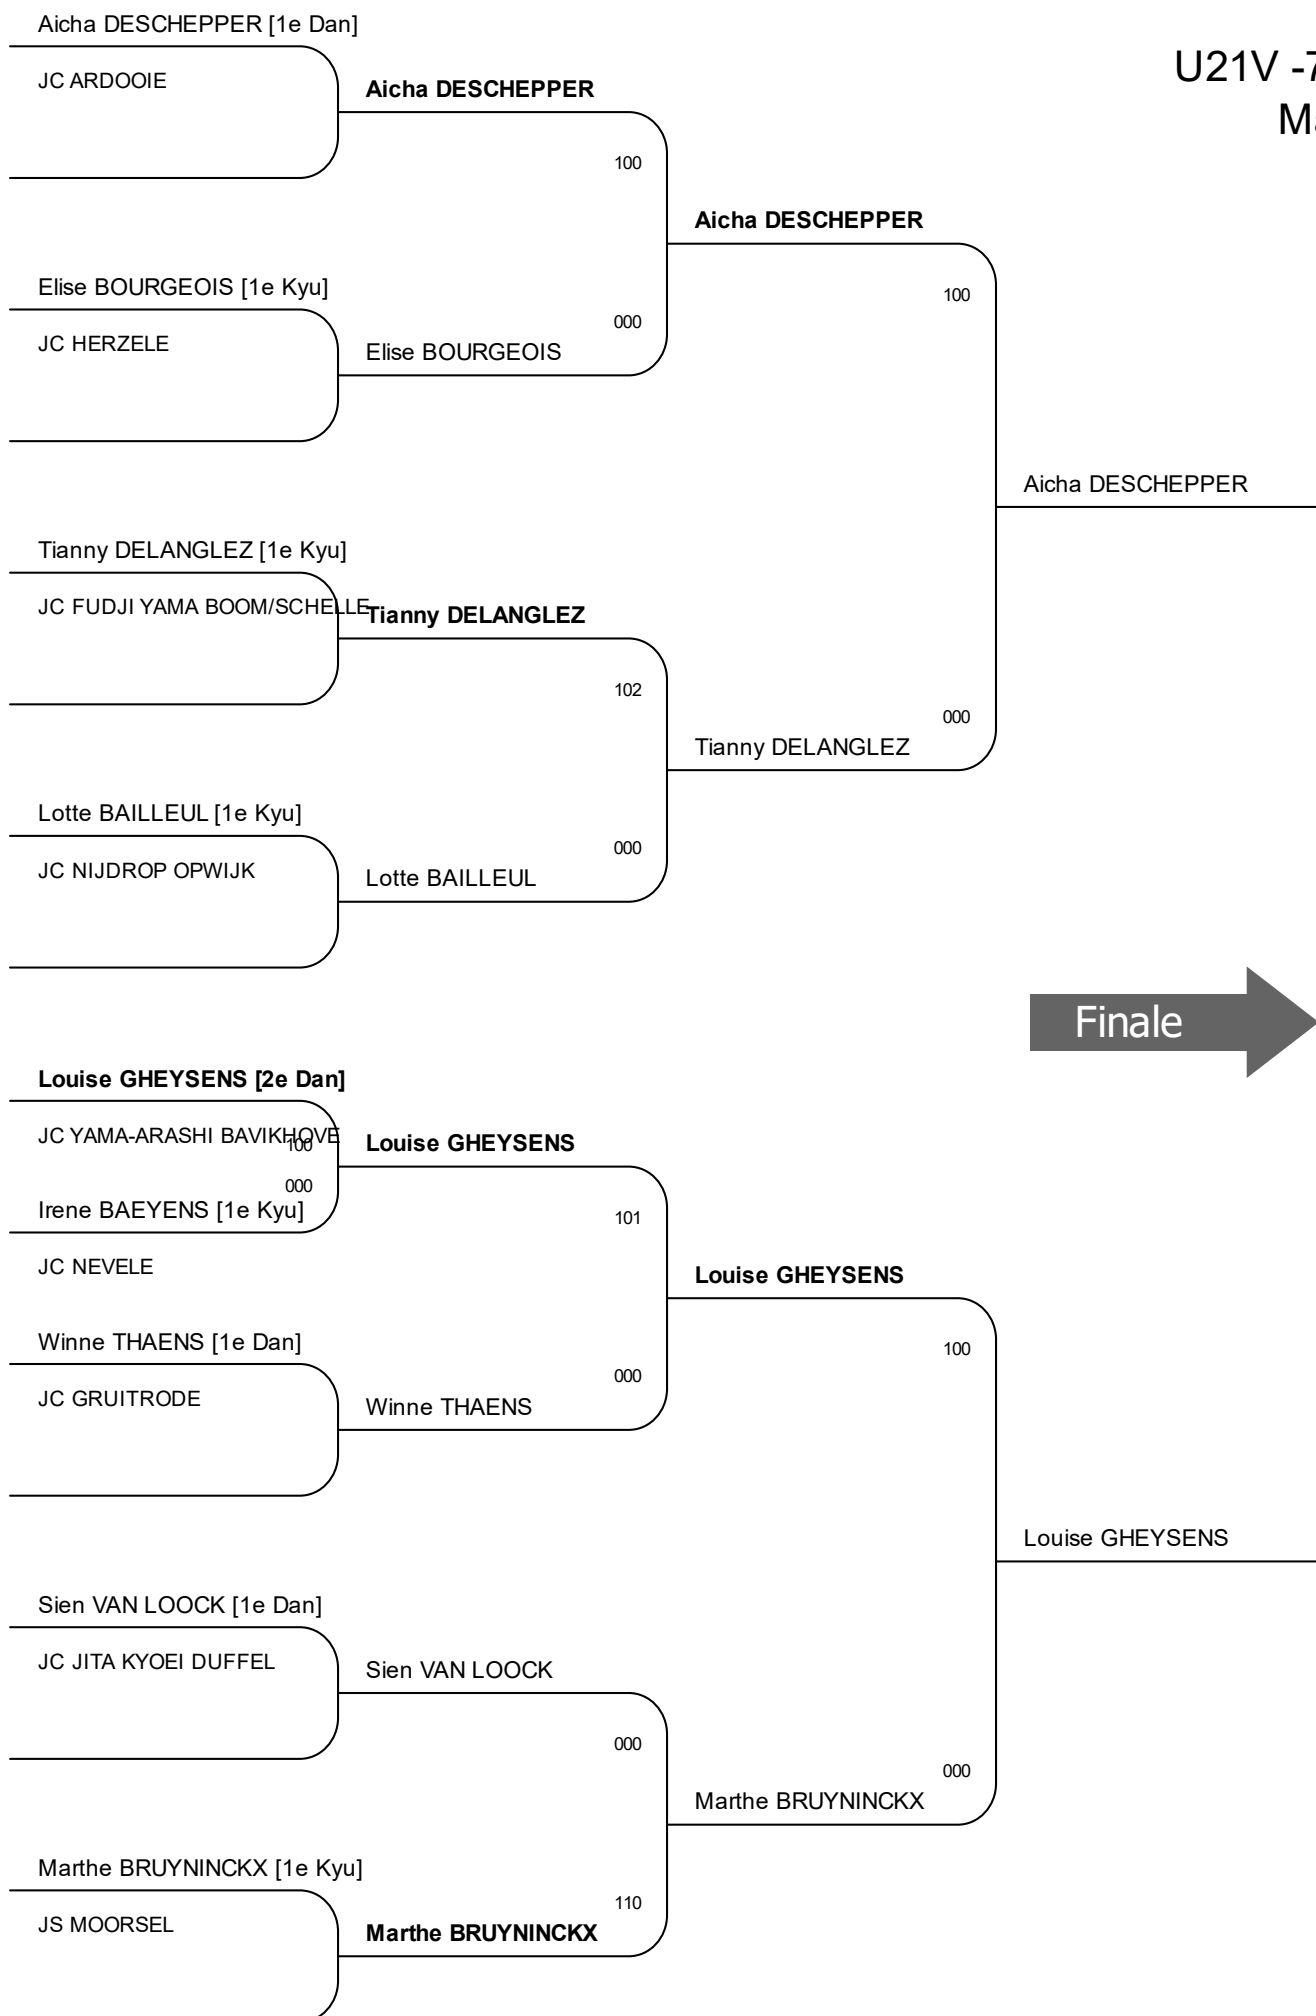 Aicha DESCHEPPER [1e Dan]
JC ARDOOIE
Aicha DESCHEPPER
U21V
100
Aicha DESCHEPPER
Elise BOURGEOIS [1e Kyu]
100
000
JC HERZELE
Elise BOURGEOIS
Aicha DESCHEPPER
Tianny DELANGLEZ [1e Kyu]
JC FUDJI YAMA BOOM/SCHELLE
Tianny DELANGLEZ
102
000
Tianny DELANGLEZ
Lotte BAILLEUL [1e Kyu]
000
JC NIJDROP OPWIJK
Lotte BAILLEUL
Finale
Louise GHEYSENS [2e Dan]
JC YAMA-ARASHI BAVIKHOVE
100
Louise GHEYSENS
000
Irene BAEYENS [1e Kyu]
101
JC NEVELE
Louise GHEYSENS
Winne THAENS [1e Dan]
100
000
JC GRUITRODE
Winne THAENS
Louise GHEYSENS
Sien VAN LOOCK [1e Dan]
JC JITA KYOEI DUFFEL
Sien VAN LOOCK
000
000
Marthe BRUYNINCKX
Marthe BRUYNINCKX [1e Kyu]
110
JS MOORSEL
Marthe BRUYNINCKX